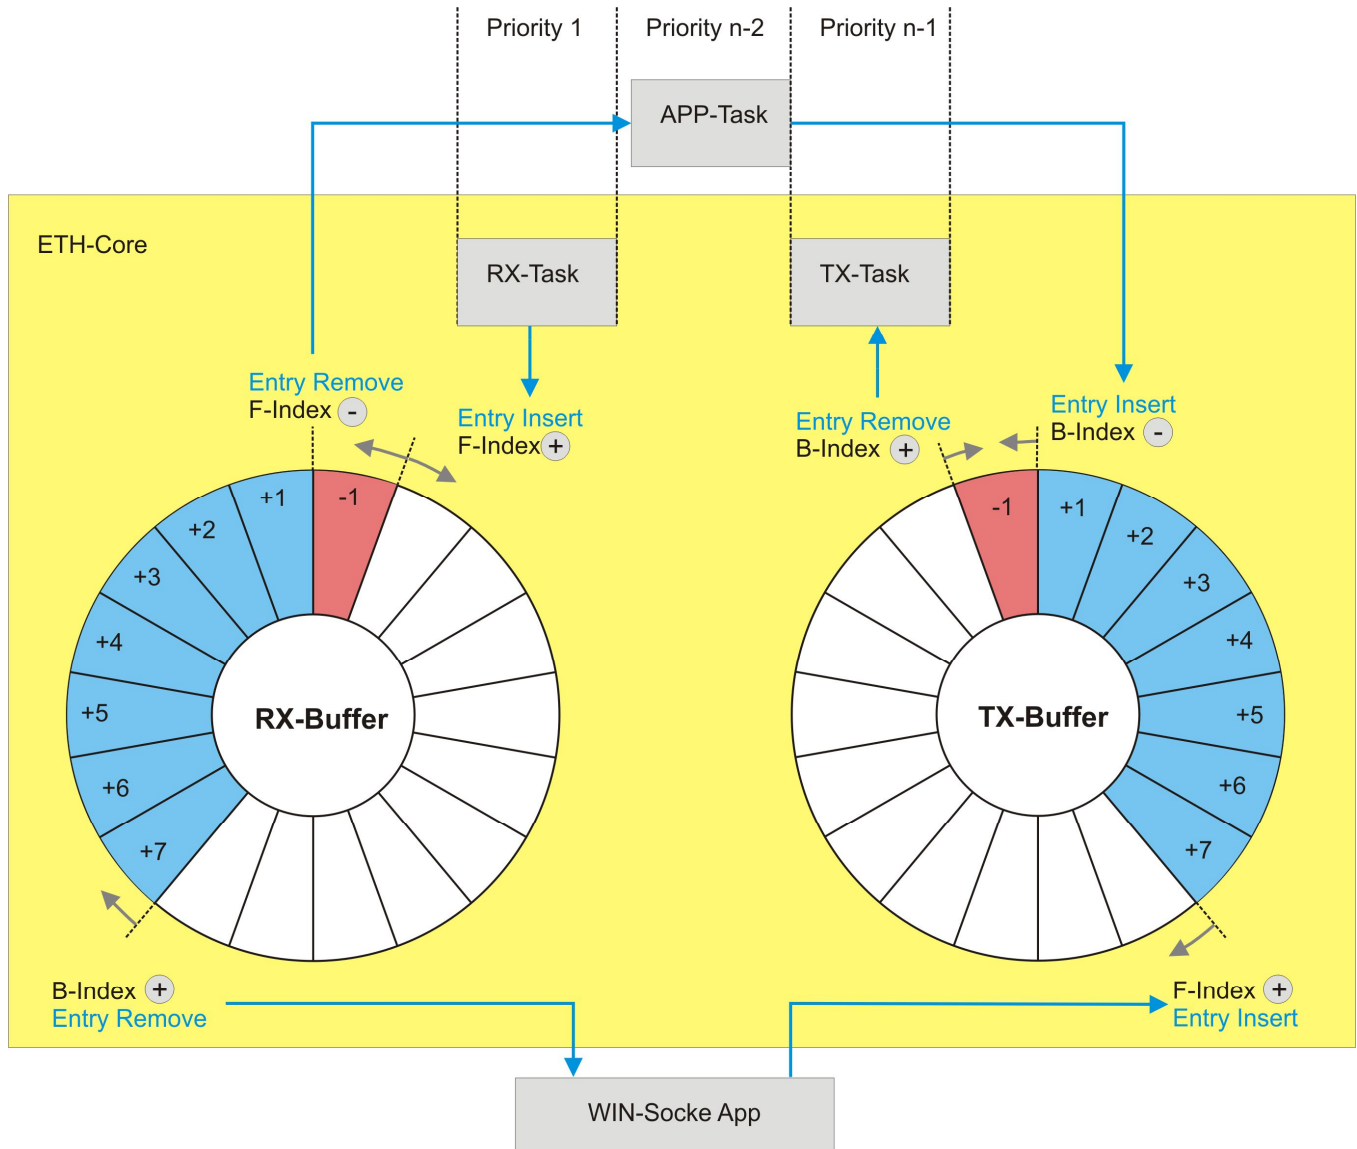 Priority 1
Priority n-2
Priority n-1
APP-Task
ETH-Core
RX-Task
TX-Task
Entry Remove
F-Index -
Entry Insert
F-Index +
Entry Remove
B-Index +
Entry Insert
B-Index -
+1
-1
+2
+3
+4
+5
+6
+7
RX-Buffer
-1
+1
+2
+3
+4
+5
+6
+7
TX-Buffer
B-Index +
Entry Remove
F-Index +
Entry Insert
WIN-Socke App